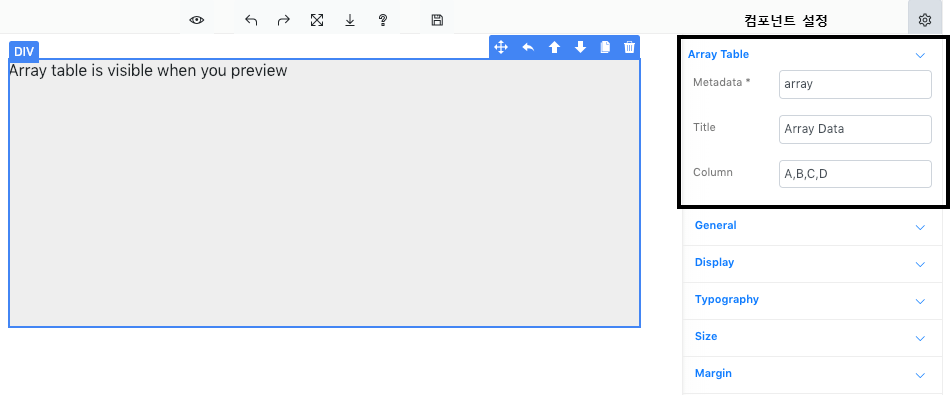 컴포넌트 설정
DIV
Array table is visible when you preview
Array Table
Metadata *
array
Title
Array Data
Column
A,B,C,D
General
Display
Typography
Size
Margin